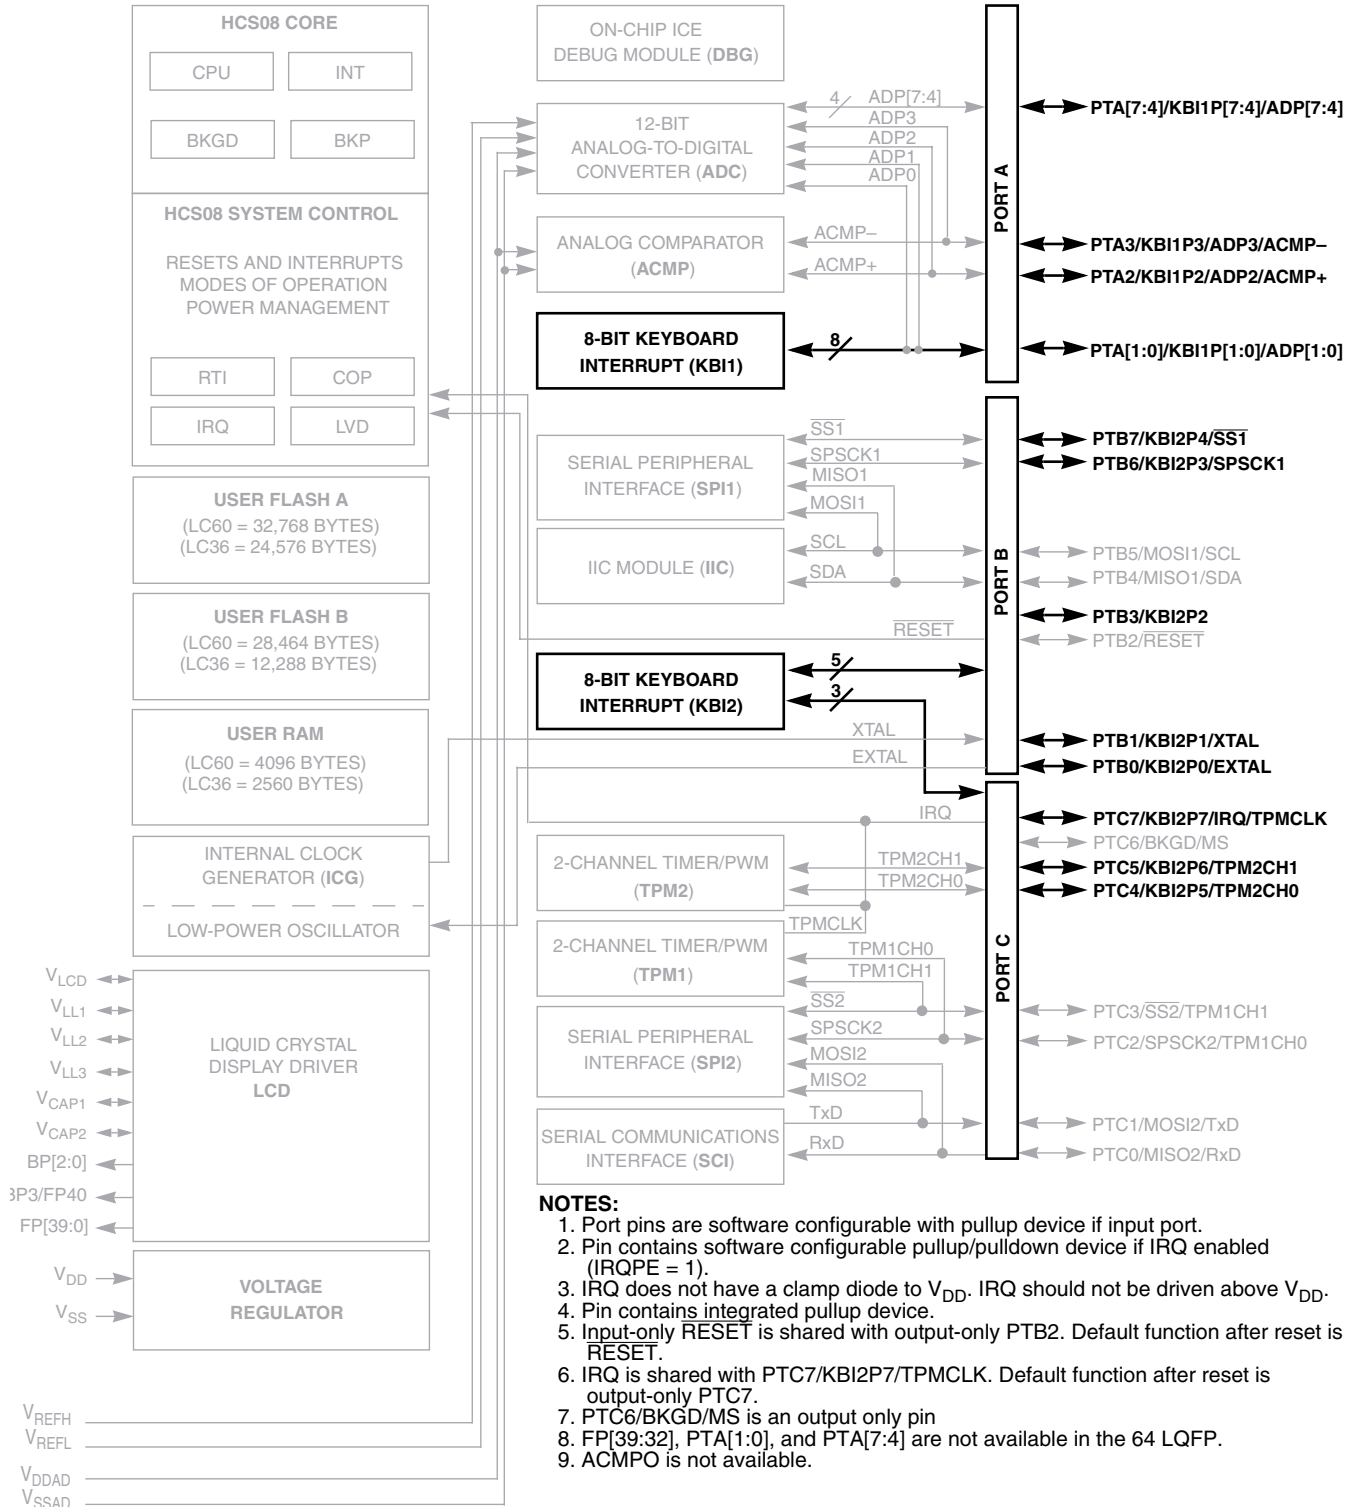 HCS08 CORE
CPU
INT
BKGD
BKP
HCS08 SYSTEM CONTROL
RESETS AND INTERRUPTS
MODES OF OPERATION
POWER MANAGEMENT
RTI
COP
IRQ
LVD
USER FLASH A
(LC60 = 32,768 BYTES)
(LC36 = 24,576 BYTES)
USER FLASH B
(LC60 = 28,464 BYTES)
(LC36 = 12,288 BYTES)
USER RAM
(LC60 = 4096 BYTES)
(LC36 = 2560 BYTES)
INTERNAL CLOCK
GENERATOR (ICG)
LOW-POWER OSCILLATOR
VLCD
VLL1
VLL2
VLL3
VCAP1
VCAP2
BP[2:0]
BP3/FP40
FP[39:0]
LIQUID CRYSTAL
DISPLAY DRIVER
LCD
VDD
VSS
VOLTAGE
REGULATOR
VREFH
VREFL
VDDAD
VSSAD
ON-CHIP ICE
DEBUG MODULE (DBG)
12-BIT
ANALOG-TO-DIGITAL
CONVERTER (ADC)
4
ADP[7:4]
ADP3
ADP2
ADP1
ADP0
ANALOG COMPARATOR
(ACMP)
ACMP–
ACMP+
8-BIT KEYBOARD
INTERRUPT (KBI1)
8
SERIAL PERIPHERAL
INTERFACE (SPI1)
SS1
SPSCK1
MISO1
MOSI1
IIC MODULE (IIC)
SCL
SDA
RESET
8-BIT KEYBOARD
INTERRUPT (KBI2)
5
3
XTAL
EXTAL
IRQ
2-CHANNEL TIMER/PWM
(TPM2)
TPM2CH1
TPM2CH0
TPMCLK
2-CHANNEL TIMER/PWM
(TPM1)
TPM1CH0
TPM1CH1
SERIAL PERIPHERAL
INTERFACE (SPI2)
SS2
SPSCK2
MOSI2
MISO2
SERIAL COMMUNICATIONS
INTERFACE (SCI)
TxD
RxD
PORT A
PTA[7:4]/KBI1P[7:4]/ADP[7:4]
PTA3/KBI1P3/ADP3/ACMP–
PTA2/KBI1P2/ADP2/ACMP+
PTA[1:0]/KBI1P[1:0]/ADP[1:0]
PORT B
PTB7/KBI2P4/SS1
PTB6/KBI2P3/SPSCK1
PTB5/MOSI1/SCL
PTB4/MISO1/SDA
PTB3/KBI2P2
PTB2/RESET
PTB1/KBI2P1/XTAL
PTB0/KBI2P0/EXTAL
PORT C
PTC7/KBI2P7/IRQ/TPMCLK
PTC6/BKGD/MS
PTC5/KBI2P6/TPM2CH1
PTC4/KBI2P5/TPM2CH0
PTC3/SS2/TPM1CH1
PTC2/SPSCK2/TPM1CH0
PTC1/MOSI2/TxD
PTC0/MISO2/RxD
NOTES:
1. Port pins are software configurable with pullup device if input port.
2. Pin contains software configurable pullup/pulldown device if IRQ enabled
(IRQPE = 1).
3. IRQ does not have a clamp diode to VDD. IRQ should not be driven above VDD.
4. Pin contains integrated pullup device.
5. Input-only RESET is shared with output-only PTB2. Default function after reset is
RESET.
6. IRQ is shared with PTC7/KBI2P7/TPMCLK. Default function after reset is
output-only PTC7.
7. PTC6/BKGD/MS is an output only pin
8. FP[39:32], PTA[1:0], and PTA[7:4] are not available in the 64 LQFP.
9. ACMPO is not available.